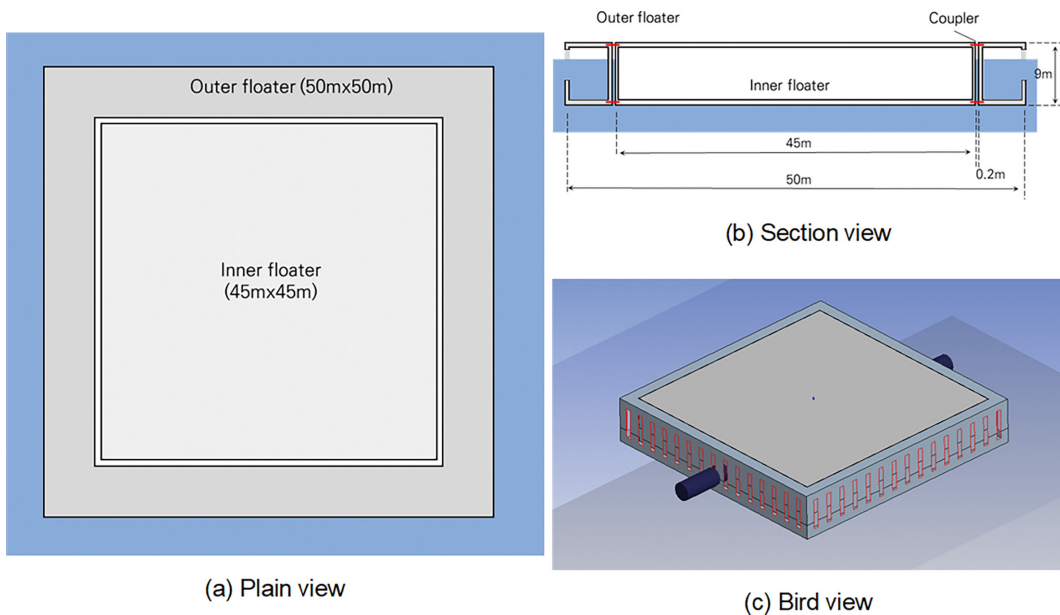 Outer floater (50mx50m)
Inner floater
(45mx45m)
(a) Plain view
Outer floater
Coupler
Inner floater
9m
45m
0.2m
50m
(b) Section view
(c) Bird view